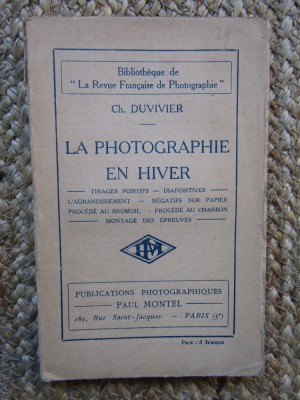 Bibliothèque de
"La Revue Française de Photographie"
Ch. DUVIVIER
LA PHOTOGRAPHIE
EN HIVER
— TIRAGES POSITIFS — DIAPOSITIVES
L'AGRANDISSEMENT — NÉGATIFS SUR PAPIER
PROCÉDÉ AU BROMOIL - PROCÉDÉ AU CHARBON
— MONTAGE DES ÉPREUVES —
PUBLICATIONS PHOTOGRAPHIQUES
— PAUL MONTEL —
189, Rue Saint-Jacques. — PARIS (5e)
Prix : 3 francs